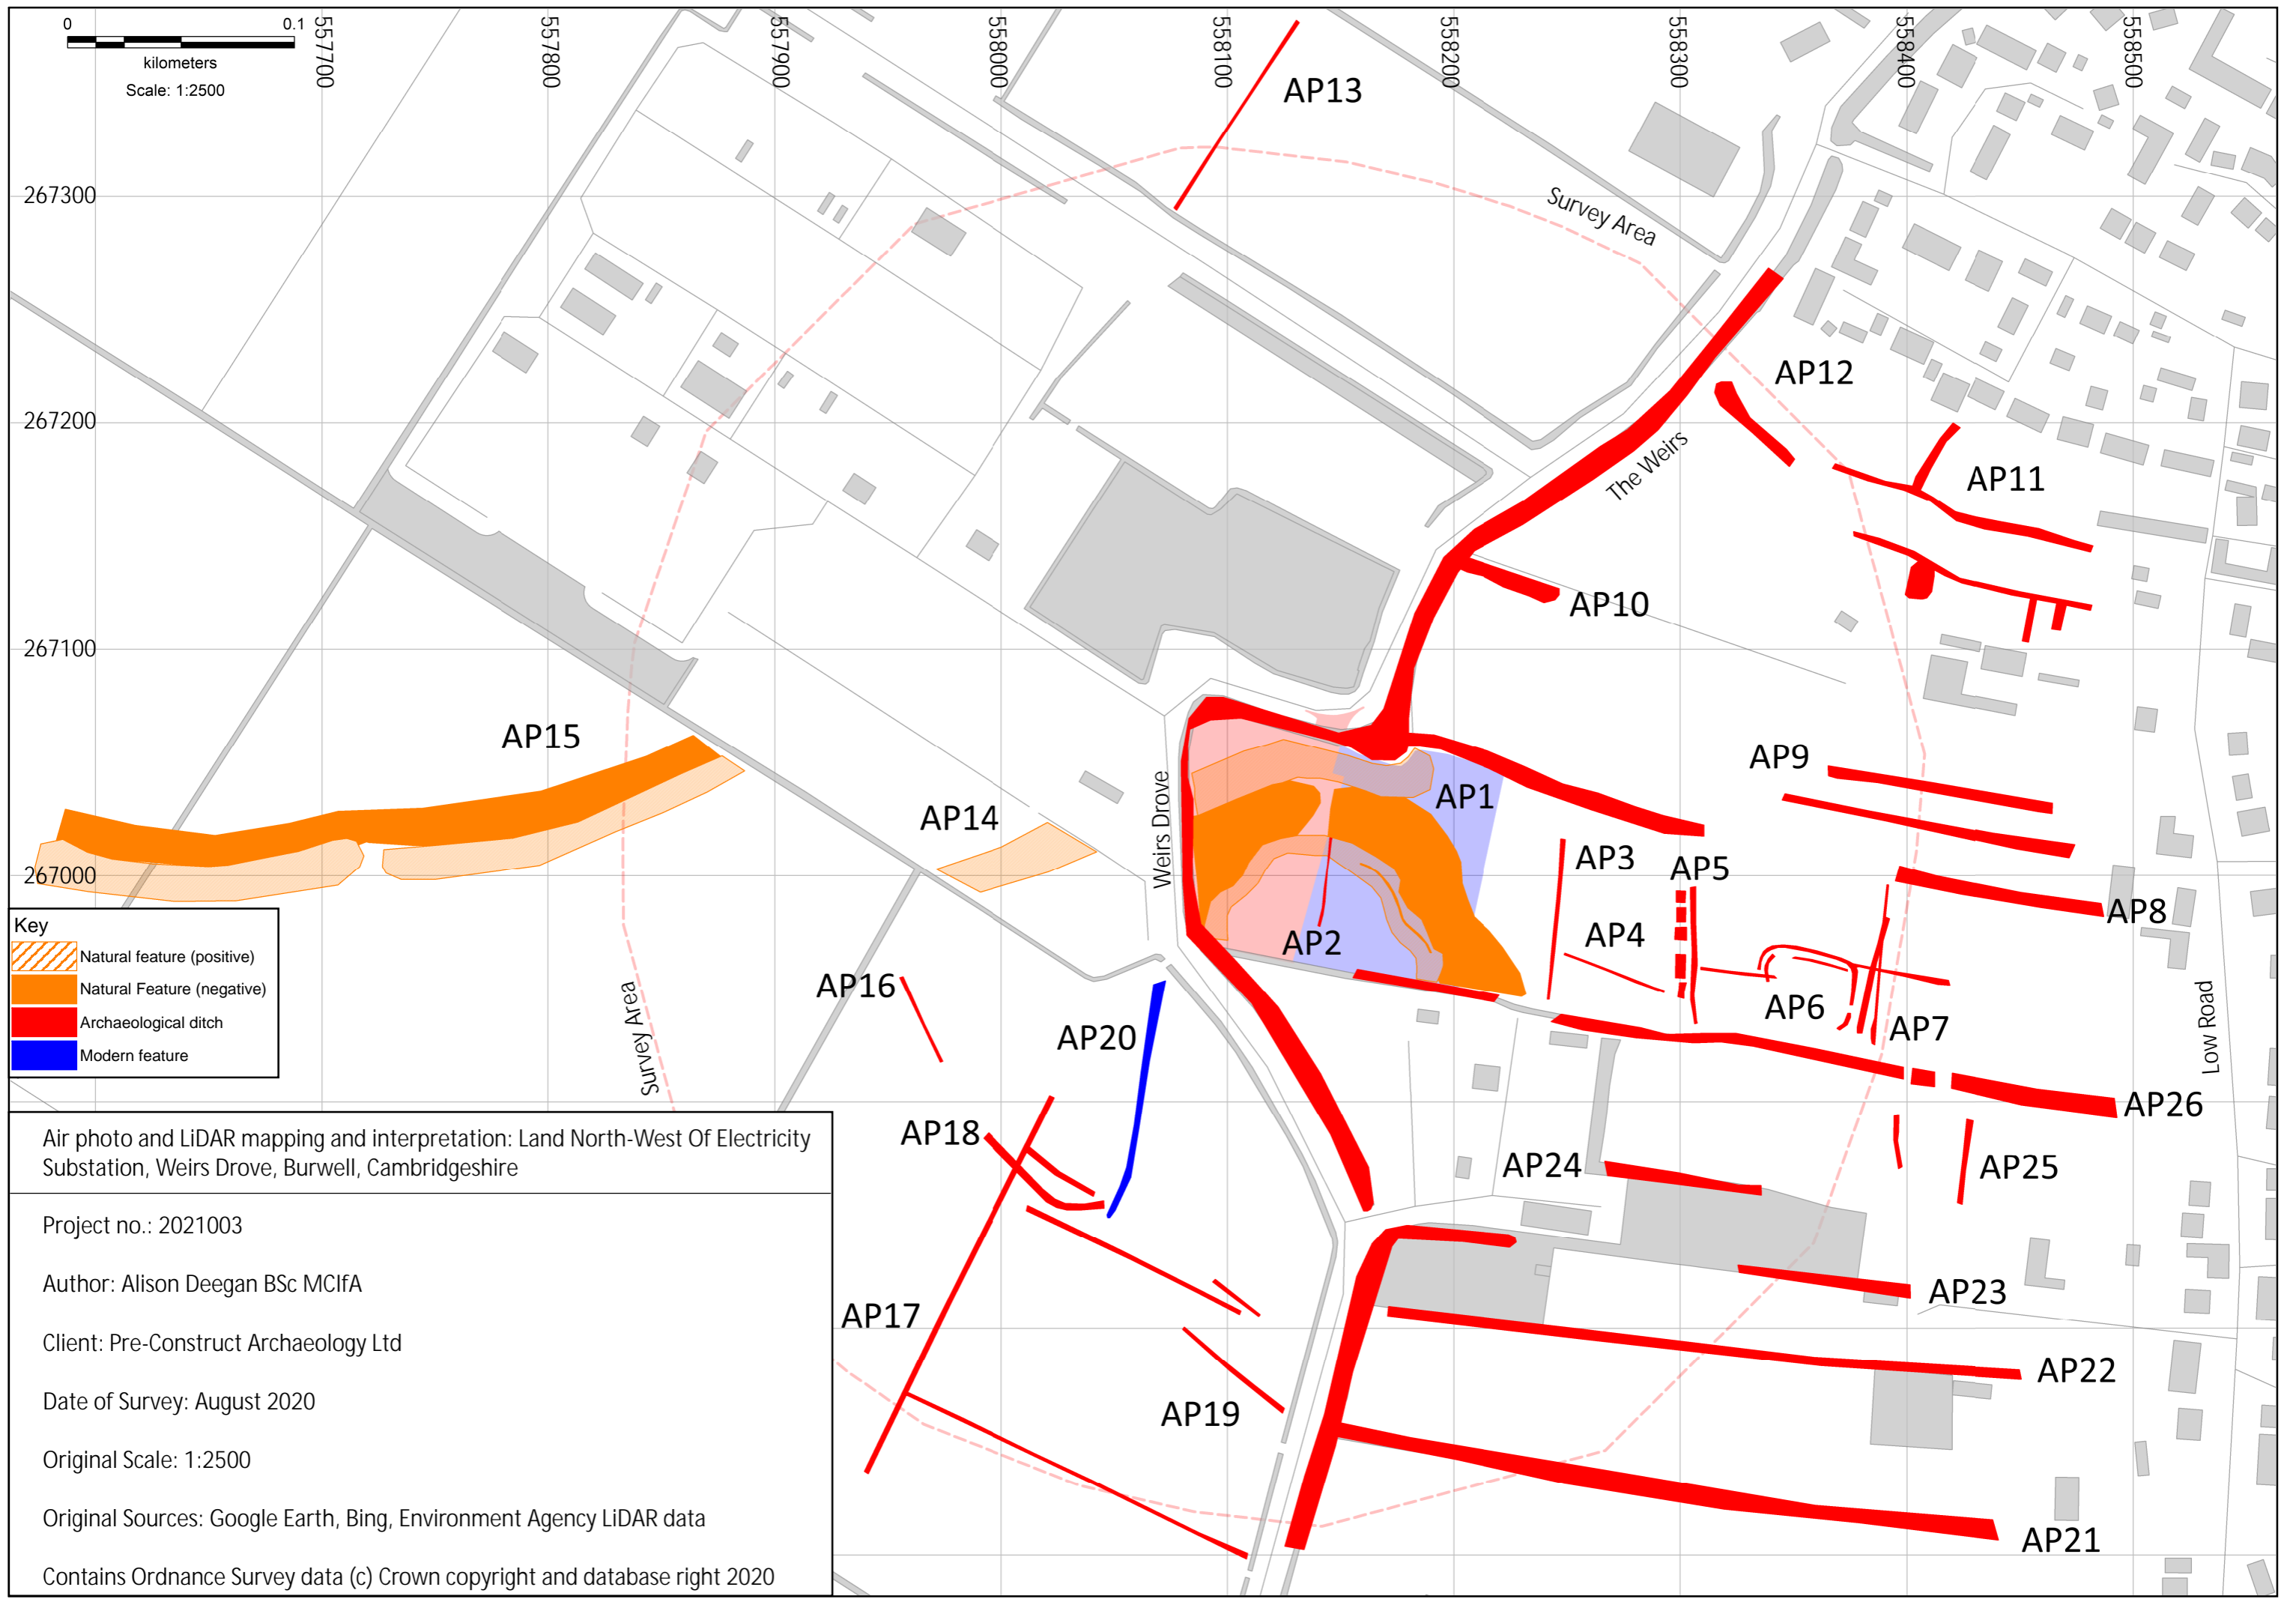 0 0.1
kilometers
Scale: 1:2500
557700
557800
557900
558000
558100
558200
558300
558400
558500
AP13
267300
Survey Area
AP12
267200
The Weirs
AP11
AP10
267100
AP15
AP9
Weirs Drove
AP1
AP14
AP3
AP5
267000
AP8
AP4
AP2
AP16
AP6
AP7
AP20
Survey Area
Low Road
AP26
AP18
AP24
AP25
AP23
AP17
AP22
AP19
AP21
Key
Natural feature (positive)
Natural Feature (negative)
Archaeological ditch
Modern feature
Air photo and LiDAR mapping and interpretation: Land North-West Of Electricity
Substation, Weirs Drove, Burwell, Cambridgeshire
Project no.: 2021003
Author: Alison Deegan BSc MCIfA
Client: Pre-Construct Archaeology Ltd
Date of Survey: August 2020
Original Scale: 1:2500
Original Sources: Google Earth, Bing, Environment Agency LiDAR data
Contains Ordnance Survey data (c) Crown copyright and database right 2020